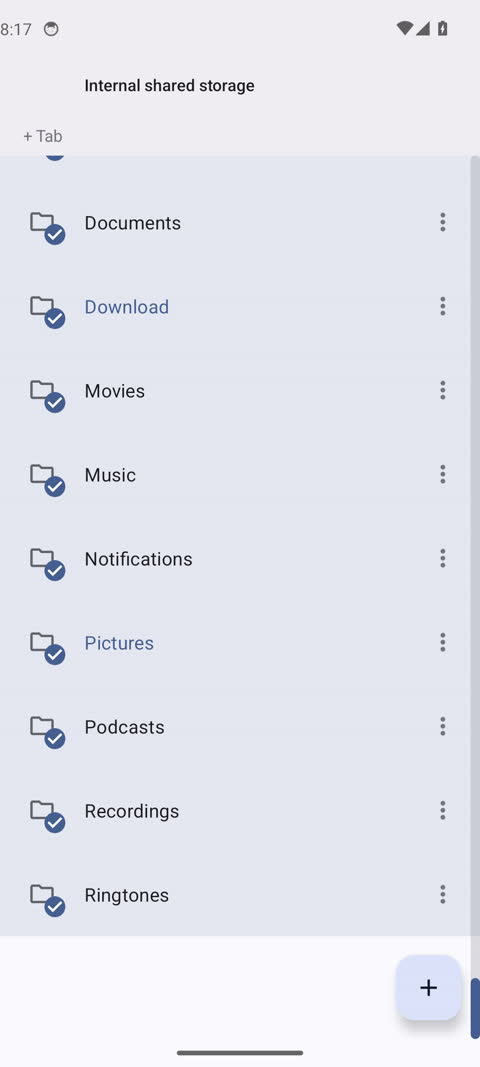 8:17
Internal shared storage
+ Tab
Documents
Download
Movies
Music
Notifications
Pictures
Podcasts
Recordings
Ringtones
+